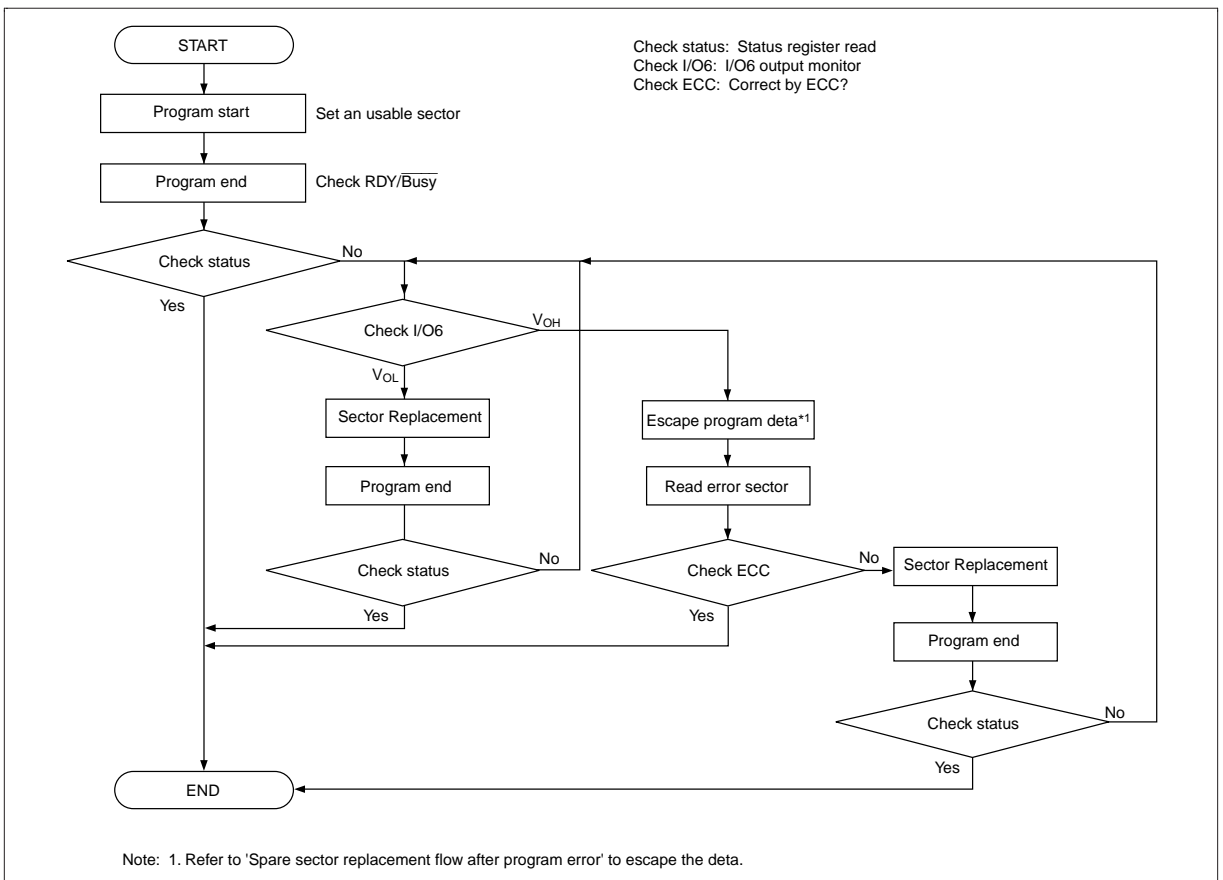 START
Check status: Status register read
Check I/O6: I/O6 output monitor
Check ECC: Correct by ECC?
Program start
Set an usable sector
Program end
Check RDY/Busy
Check status
No
Yes
Check I/O6
VOH
VOL
Sector Replacement
Escape program deta*1
Program end
Read error sector
Check status
No
Yes
Check ECC
No
Yes
Sector Replacement
Program end
Check status
No
Yes
END
Note: 1. Refer to 'Spare sector replacement flow after program error' to escape the deta.